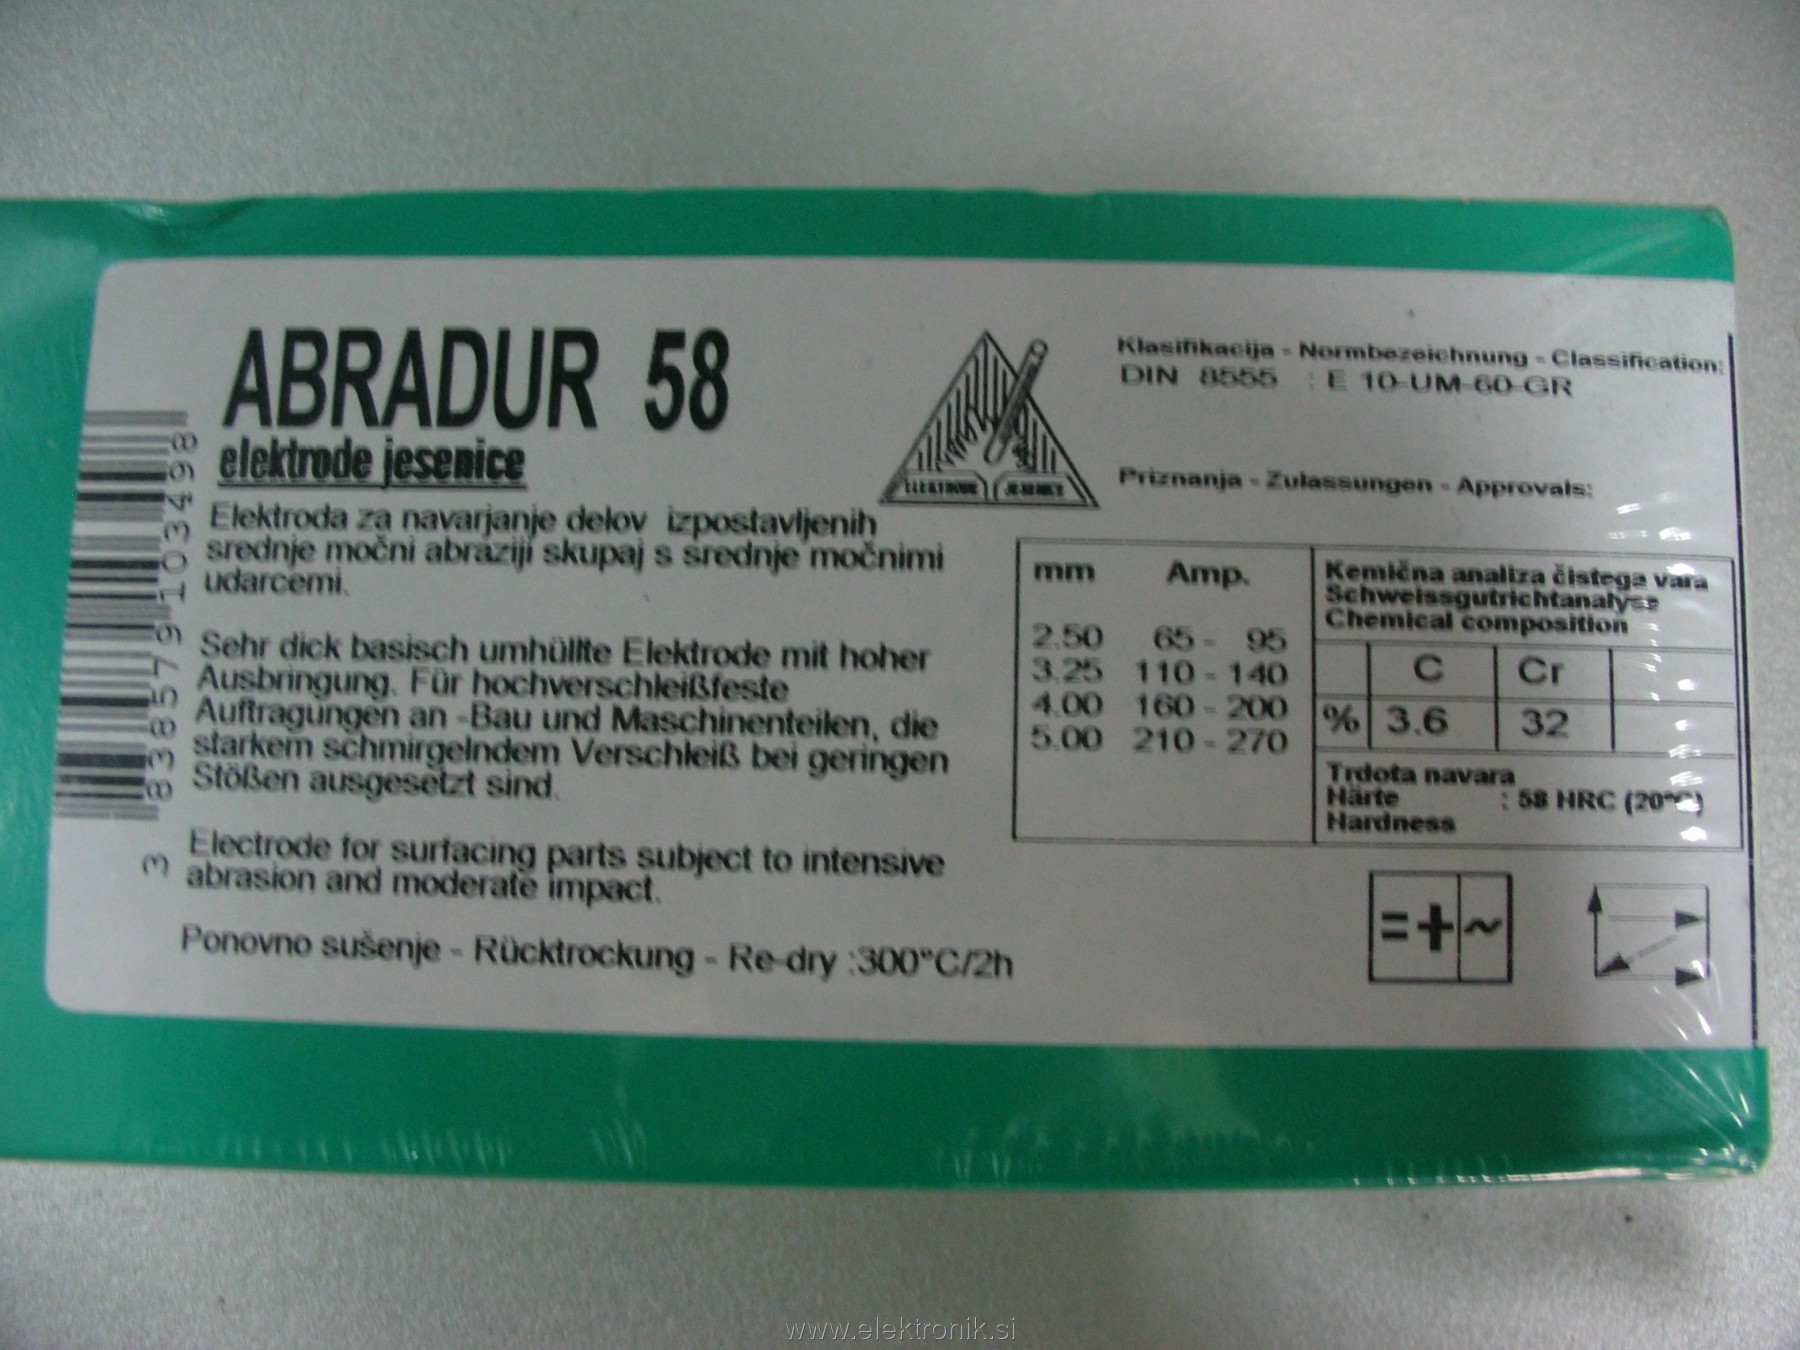 ABRADUR 58
elektrode jesenice
Elektroda za navarjanje delov izpostavljenih
srednje močni abraziji skupaj s srednje močnimi
udarcemi.
Sehr dick basisch umhüllte Elektrode mit hoher
Ausbringung. Für hochverschleißfeste
Auftragungen an -Bau und Maschinenteilen, die
starkem schmirgelndem Verschleiß bei geringen
Stößen ausgesetzt sind.
Electrode for surfacing parts subject to intensive
abrasion and moderate impact.
Ponovno sušenje - Rücktrockung - Re-dry :300°C/2h
3 838579 103498
ELEKTRODE JESENICE
Klasifikacija - Normbezeichnung - Classification:
DIN 8555 : E 10-UM-60-GR
Priznanja - Zulassungen - Approvals:
mm Amp.
2.50 65 - 95
3.25 110 - 140
4.00 160 - 200
5.00 210 - 270
Kemična analiza čistega vara
Schweissgutrichtanalyse
Chemical composition
C Cr
% 3.6 32
Trdota navara
Härte : 58 HRC (20°C)
Hardness
=+ ~
www.elektronik.si